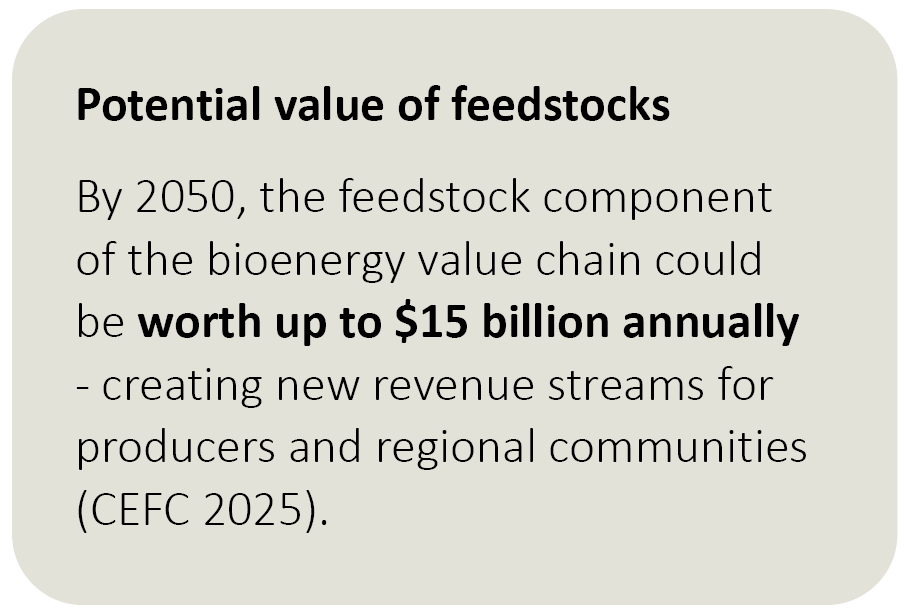 Potential value of feedstocks
By 2050, the feedstock component
of the bioenergy value chain could
be worth up to $15 billion annually
- creating new revenue streams for
producers and regional communities
(CEFC 2025).